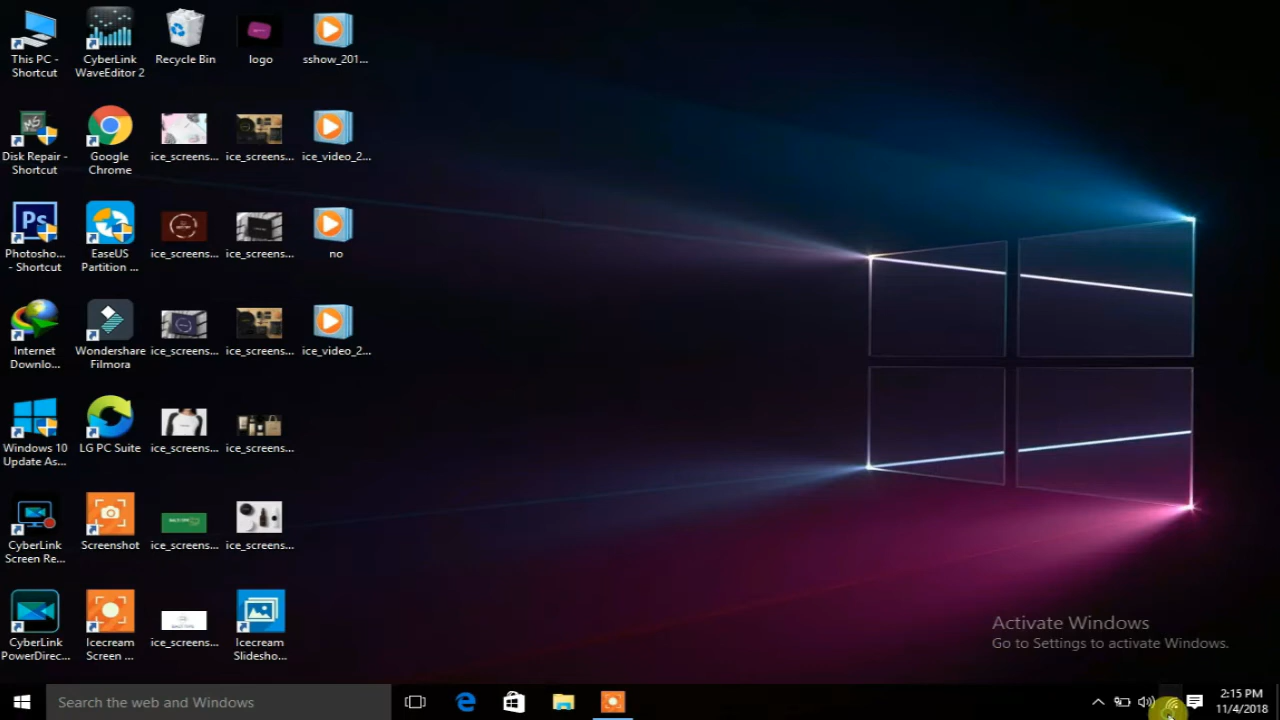 This PC -
Shortcut
CyberLink
WaveEditor 2
Recycle Bin
logo
sshow_201...
Disk Repair -
Shortcut
Google
Chrome
ice_screens...
ice_screens...
ice_video_2...
Ps
Photosho...
- Shortcut
EaseUS
Partition ...
ice_screens...
ice_screens...
no
Internet
Downlo...
Wondershare
Filmora
ice_screens...
ice_screens...
ice_video_2...
Windows 10
Update As...
LG PC Suite
ice_screens...
ice_screens...
CyberLink
Screen Re...
Screenshot
ice_screens...
ice_screens...
CyberLink
PowerDirec...
Icecream
Screen ...
ice_screens...
Icecream
Slidesho...
Activate Windows
Go to Settings to activate Windows.
Search the web and Windows
2:15 PM
11/4/2018